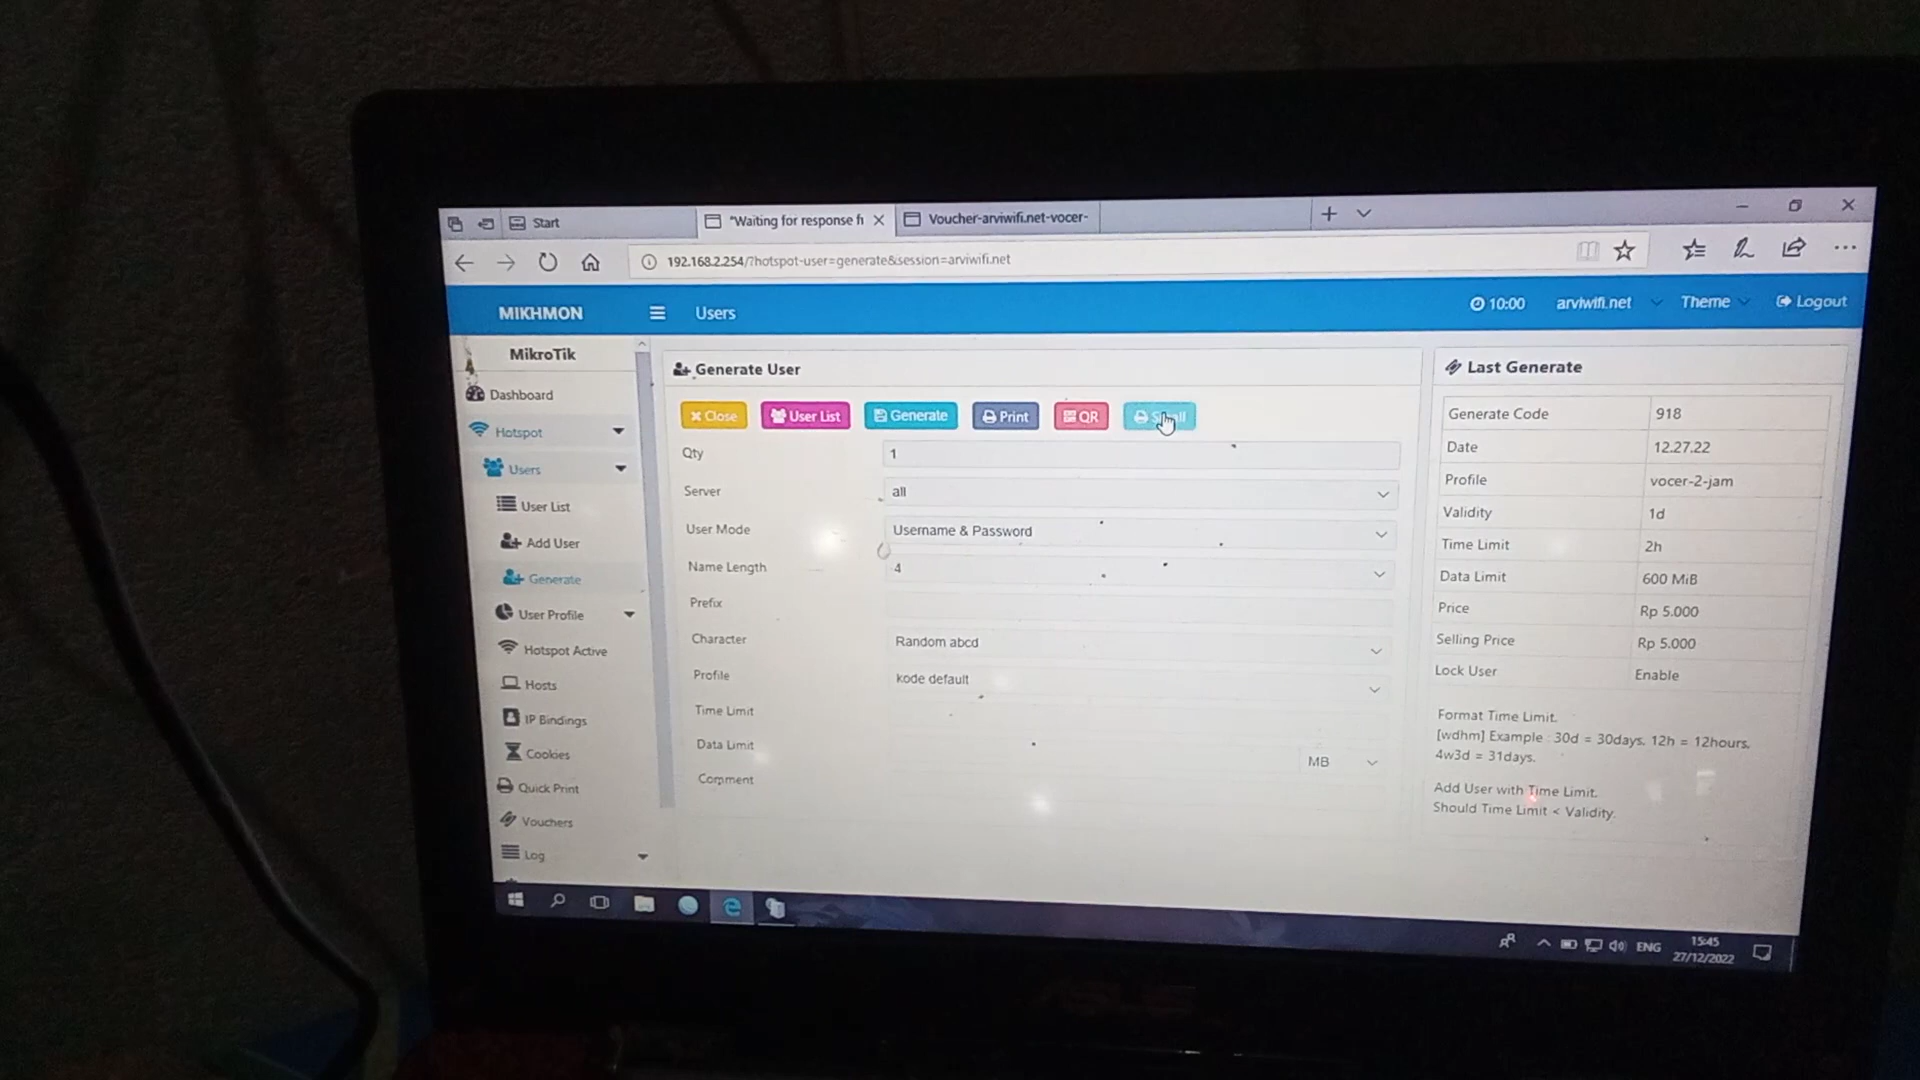 Start
"Waiting for response fr
Voucher-arviwifi.net-vocer-
192.168.2.254/?hotspot-user=generate&session=arviwifi.net
MIKHMON
Users
10:00
arviwifi.net
Theme
Logout
MikroTik
Dashboard
Hotspot
Users
User List
Add User
Generate
User Profile
Hotspot Active
Hosts
IP Bindings
Cookies
Quick Print
Vouchers
Log
Generate User
Close
User List
Generate
Print
QR
Qty
1
Server
all
User Mode
Username & Password
Name Length
4
Prefix
Character
Random abcd
Profile
kode default
Time Limit
Data Limit
MB
Comment
Last Generate
Generate Code 918
Date 12.27.22
Profile vocer-2-jam
Validity 1d
Time Limit 2h
Data Limit 600 MiB
Price Rp 5.000
Selling Price Rp 5.000
Lock User Enable
Format Time Limit.
[wdhm] Example : 30d = 30days, 12h = 12hours,
4w3d = 31days.
Add User with Time Limit.
Should Time Limit < Validity.
ENG
15:45
27/12/2022
ASUS